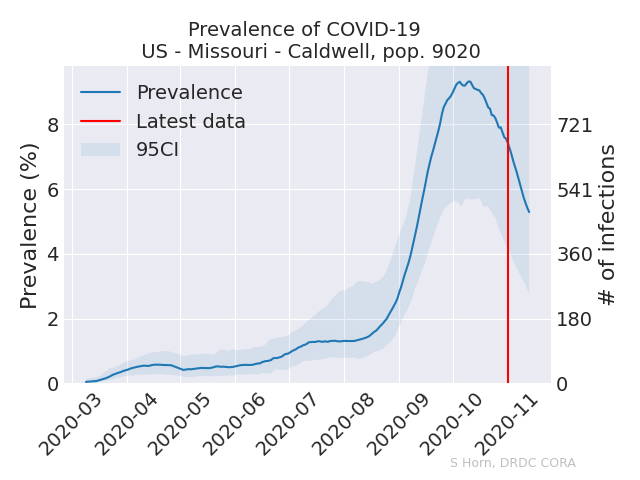 Prevalence of COVID-19
US - Missouri - Caldwell, pop. 9020
Prevalence
Latest data
95CI
Prevalence (%)
8
6
4
2
0
721
541
360
180
0
# of infections
2020-03
2020-04
2020-05
2020-06
2020-07
2020-08
2020-09
2020-10
2020-11
S Horn, DRDC CORA